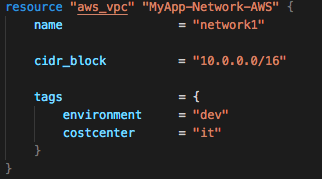 resource "aws_vpc" "MyApp-Network-AWS" {
    name                = "network1"

    cidr_block          = "10.0.0.0/16"

    tags                = {
        environment     = "dev"
        costcenter      = "it"
    }
}